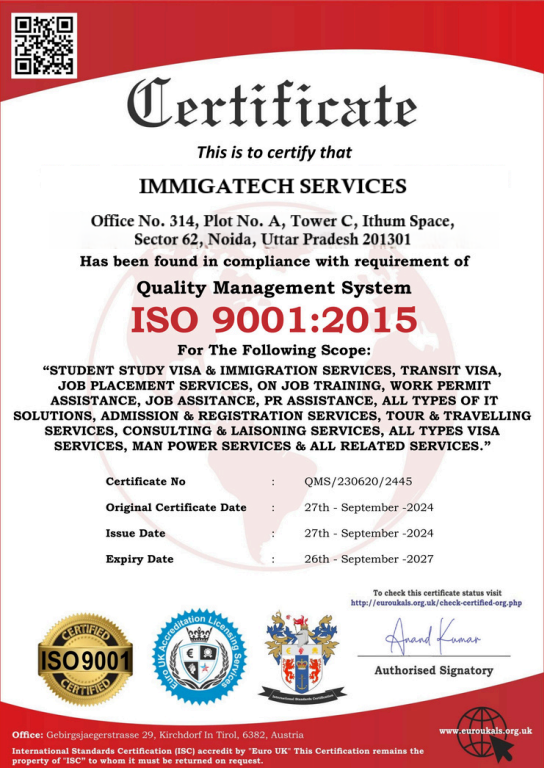 Certificate
This is to certify that
IMMIGATECH SERVICES
Office No. 314, Plot No. A, Tower C, Ithum Space,
Sector 62, Noida, Uttar Pradesh 201301
Has been found in compliance with requirement of
Quality Management System
ISO 9001:2015
For The Following Scope:
“STUDENT STUDY VISA & IMMIGRATION SERVICES, TRANSIT VISA,
JOB PLACEMENT SERVICES, ON JOB TRAINING, WORK PERMIT
ASSISTANCE, JOB ASSITANCE, PR ASSISTANCE, ALL TYPES OF IT
SOLUTIONS, ADMISSION & REGISTRATION SERVICES, TOUR & TRAVELLING
SERVICES, CONSULTING & LAISONING SERVICES, ALL TYPES VISA
SERVICES, MAN POWER SERVICES & ALL RELATED SERVICES.”
Certificate No : QMS/230620/2445
Original Certificate Date : 27th - September -2024
Issue Date : 27th - September -2024
Expiry Date : 26th - September -2027
To check this certificate status visit
http://euroukals.org.uk/check-certified-org.php
CERTIFIED
ISO 9001
CERTIFIED
Euro UK Accreditation Licensing Services
International Standards Certification
Anand Kumar
Authorised Signatory
www.euroukals.org.uk
Office: Gebirgsjaegerstrasse 29, Kirchdorf In Tirol, 6382, Austria
International Standards Certification (ISC) accredit by "Euro UK" This Certification remains the
property of "ISC” to whom it must be returned on request.